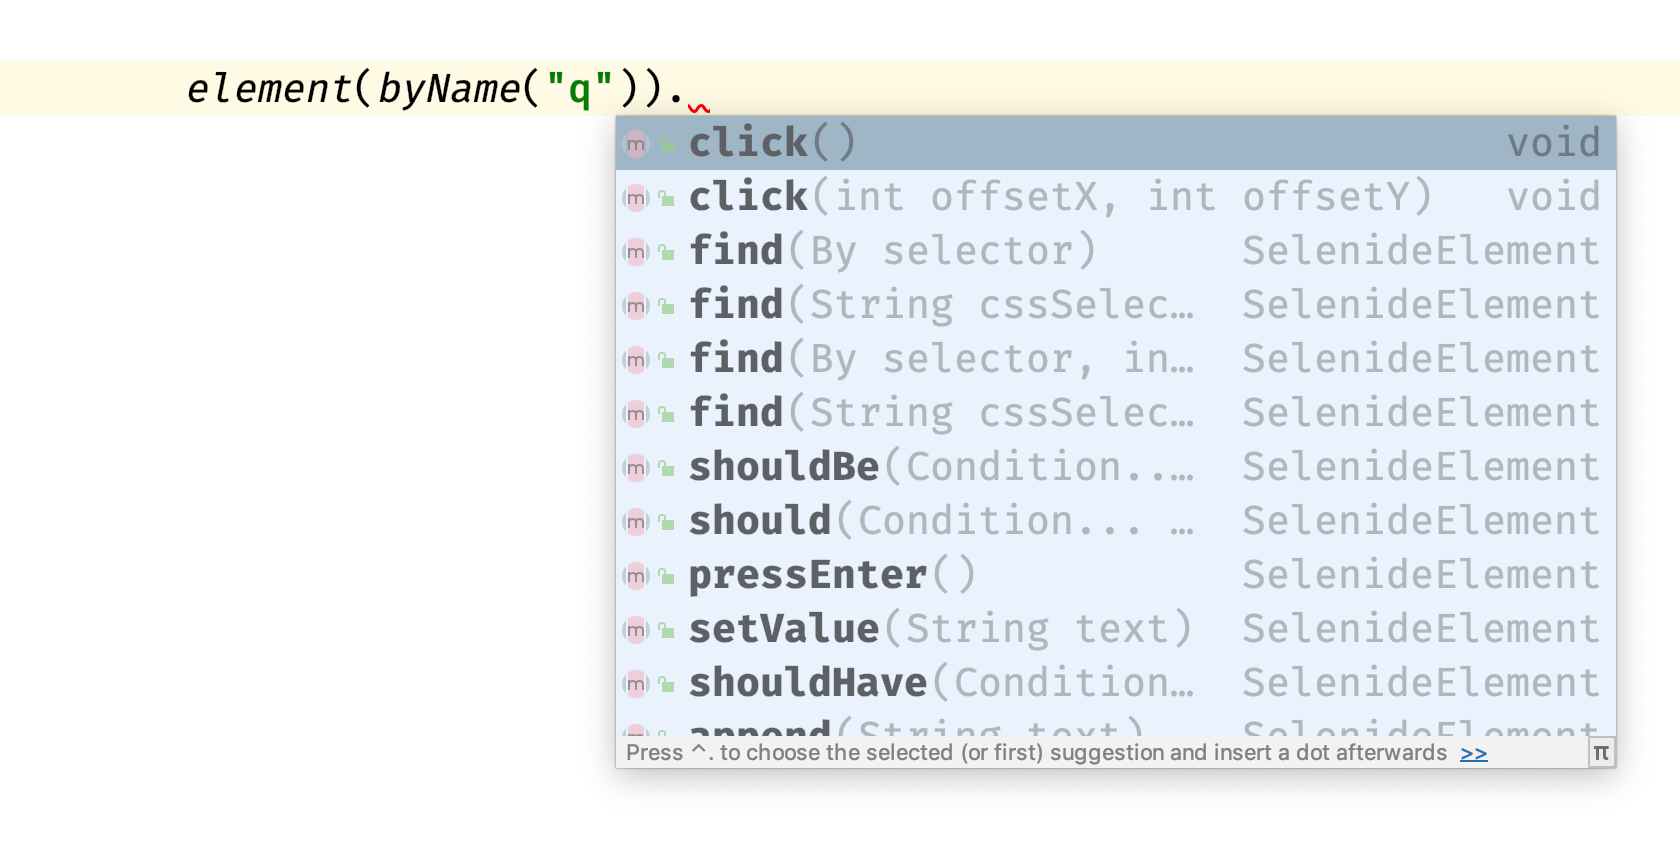 element(byName("q")).
m click() void
m click(int offsetX, int offsetY) void
m find(By selector) SelenideElement
m find(String cssSelec… SelenideElement
m find(By selector, in… SelenideElement
m find(String cssSelec… SelenideElement
m shouldBe(Condition..… SelenideElement
m should(Condition... … SelenideElement
m pressEnter() SelenideElement
m setValue(String text) SelenideElement
m shouldHave(Condition… SelenideElement
m append(String text) SelenideElement
Press ^. to choose the selected (or first) suggestion and insert a dot afterwards >> π